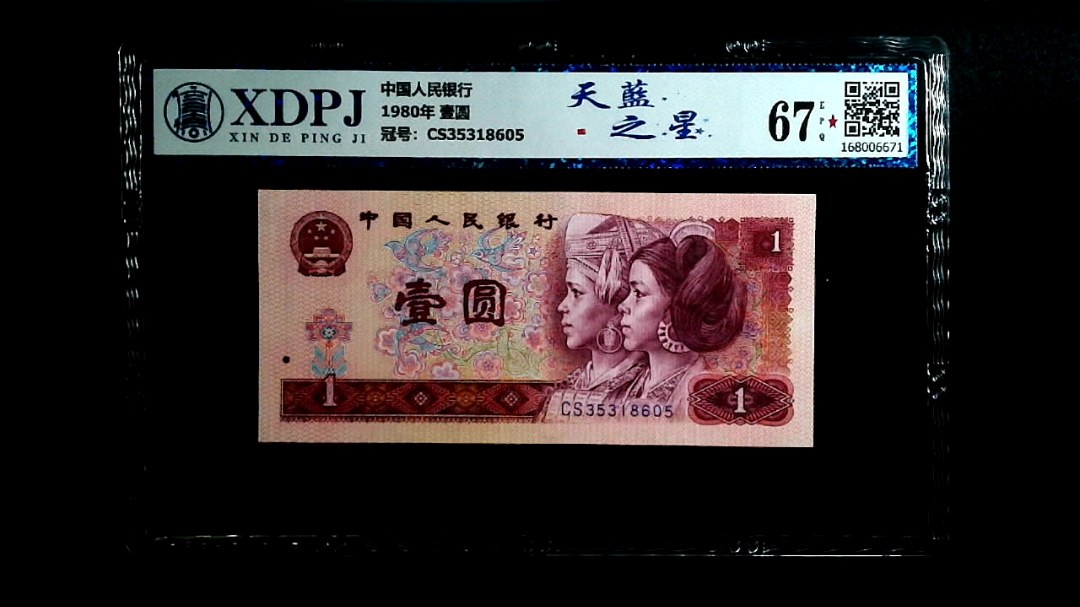 XDPJ
XIN DE PING JI
中国人民银行
1980年 壹圆
冠号: CS35318605
天藍
之星
67
EPQ
168006671
中国人民银行
1
壹圆
1
CS35318605
1